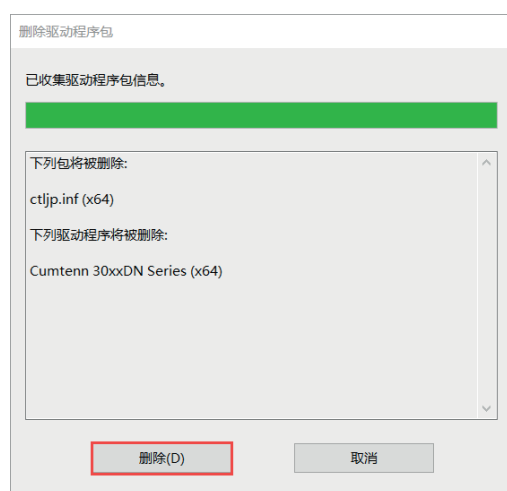 删除驱动程序包
已收集驱动程序包信息。
下列包将被删除:
ctljp.inf (x64)
下列驱动程序将被删除:
Cumtenn 30xxDN Series (x64)
删除(D)
取消